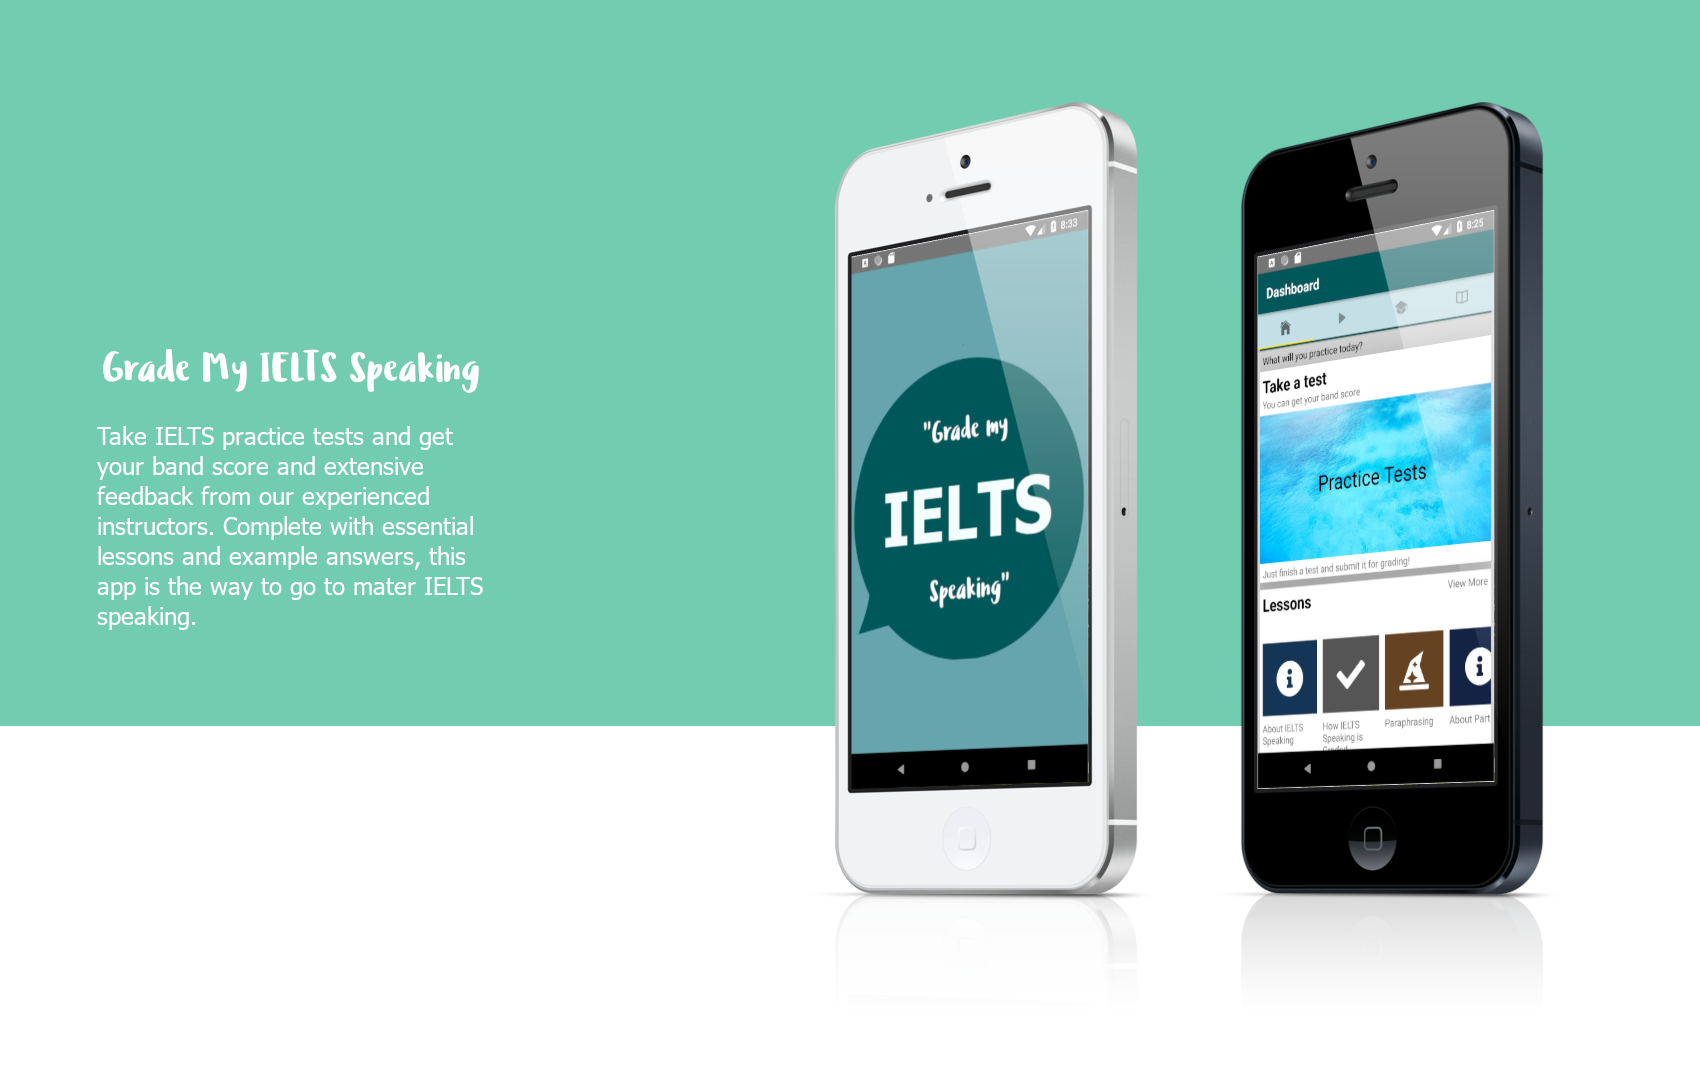 Grade My IELTS Speaking
Take IELTS practice tests and get
your band score and extensive
feedback from our experienced
instructors. Complete with essential
lessons and example answers, this
app is the way to go to mater IELTS
speaking.
8:33
"Grade my
IELTS
Speaking"
8:25
Dashboard
What will you practice today?
Take a test
You can get your band score
Practice Tests
Just finish a test and submit it for grading!
View More
Lessons
About IELTS
Speaking
How IELTS
Speaking is
Graded
Paraphrasing
About Part